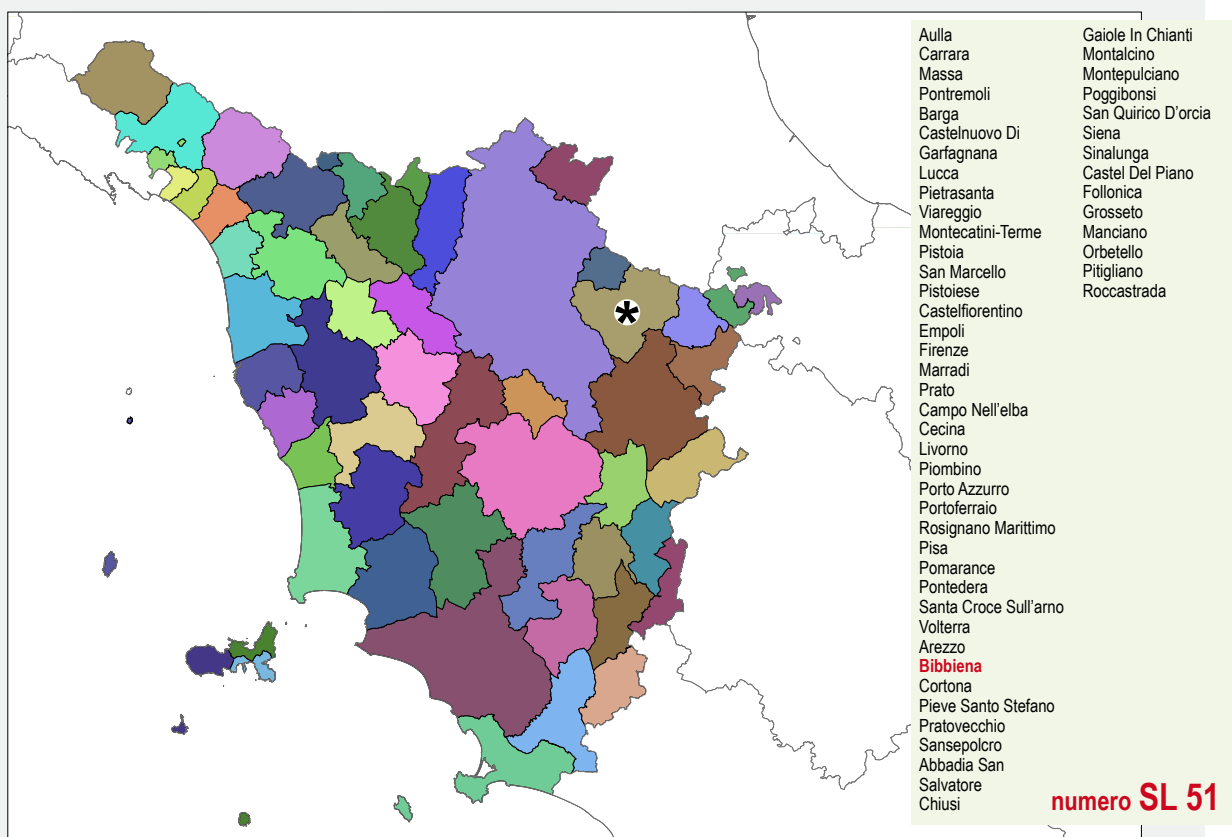 Aulla
Carrara
Massa
Pontremoli
Barga
Castelnuovo Di
Garfagnana
Lucca
Pietrasanta
Viareggio
Montecatini-Terme
Pistoia
San Marcello
Pistoiese
Castelfiorentino
Empoli
Firenze
Marradi
Prato
Campo Nell'elba
Cecina
Livorno
Piombino
Porto Azzurro
Portoferraio
Rosignano Marittimo
Pisa
Pomarance
Pontedera
Santa Croce Sull'arno
Volterra
Arezzo
Bibbiena
Cortona
Pieve Santo Stefano
Pratovecchio
Sansepolcro
Abbadia San
Salvatore
Chiusi
Gaiole In Chianti
Montalcino
Montepulciano
Poggibonsi
San Quirico D'orcia
Siena
Sinalunga
Castel Del Piano
Follonica
Grosseto
Manciano
Orbetello
Pitigliano
Roccastrada
numero SL 51
*